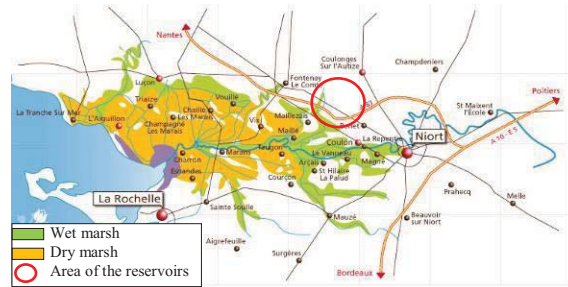 Nantes
Coulonges
Sur l'Autize
Champdeniers
Fontenay
Le Comte
Poitiers
Luçon
Vouillé
Triaize
Chaillé
Les Marais
La Tranche Sur Mer
L'Aiguillon
Champagné
Les Marais
Vix
Maillezais
Maillé
St Maixent
l'École
Coulon
La Repentie
Niort
A 10 - E 5
Charron
Marans
Taugon
Le Vanneau
Arçais
Magné
Esnandes
St Hilaire
La Palud
Courçon
Prahecq
Melle
La Rochelle
Sainte Soulle
Mauzé
Beauvoir
sur Niort
Aigrefeuille
Surgères
Bordeaux
Wet marsh
Dry marsh
Area of the reservoirs